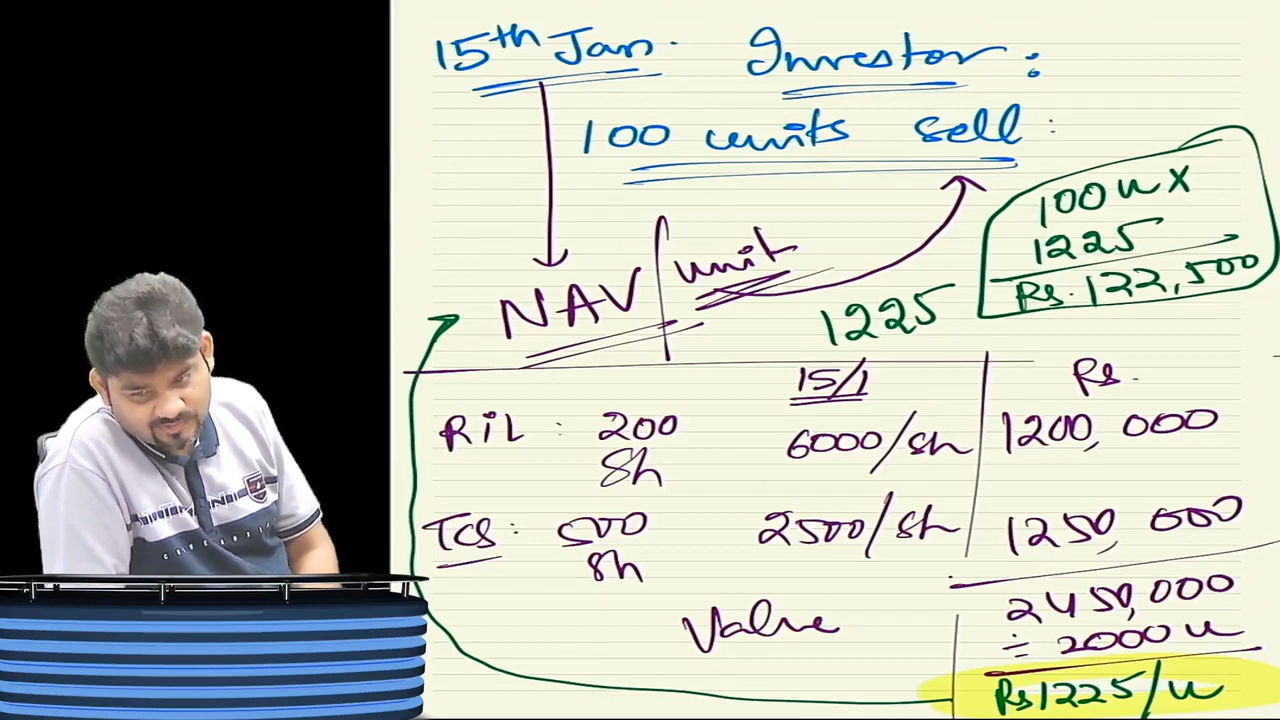 15th Jan. Investor :
100 units sell :
100 u X
1225
Rs. 122,500
NAV / unit
1225
15/1 Rs.
RIL : 200 sh 6000/sh 1200,000
TCS : 500 sh 2500/sh 1250,000
Value 2450,000
÷ 2000 u
Rs 1225/u